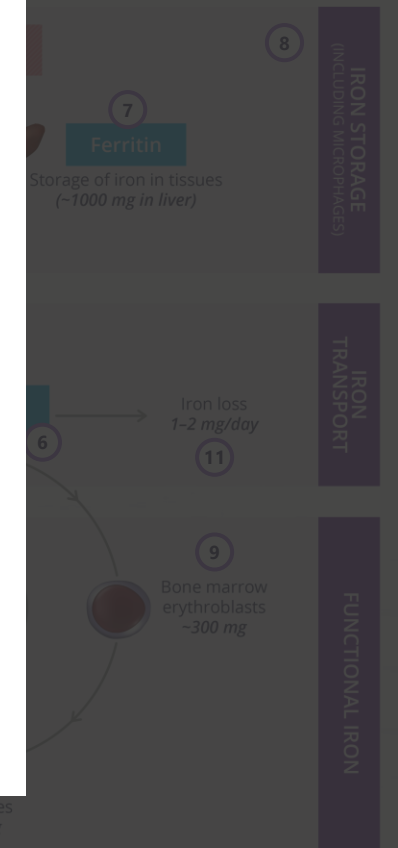 8
7
Ferritin
Storage of iron in tissues
(~1000 mg in liver)
IRON STORAGE
(INCLUDING MICROPHAGES)
Iron loss
1–2 mg/day
6
11
IRON
TRANSPORT
9
Bone marrow
erythroblasts
~300 mg
FUNCTIONAL IRON
es